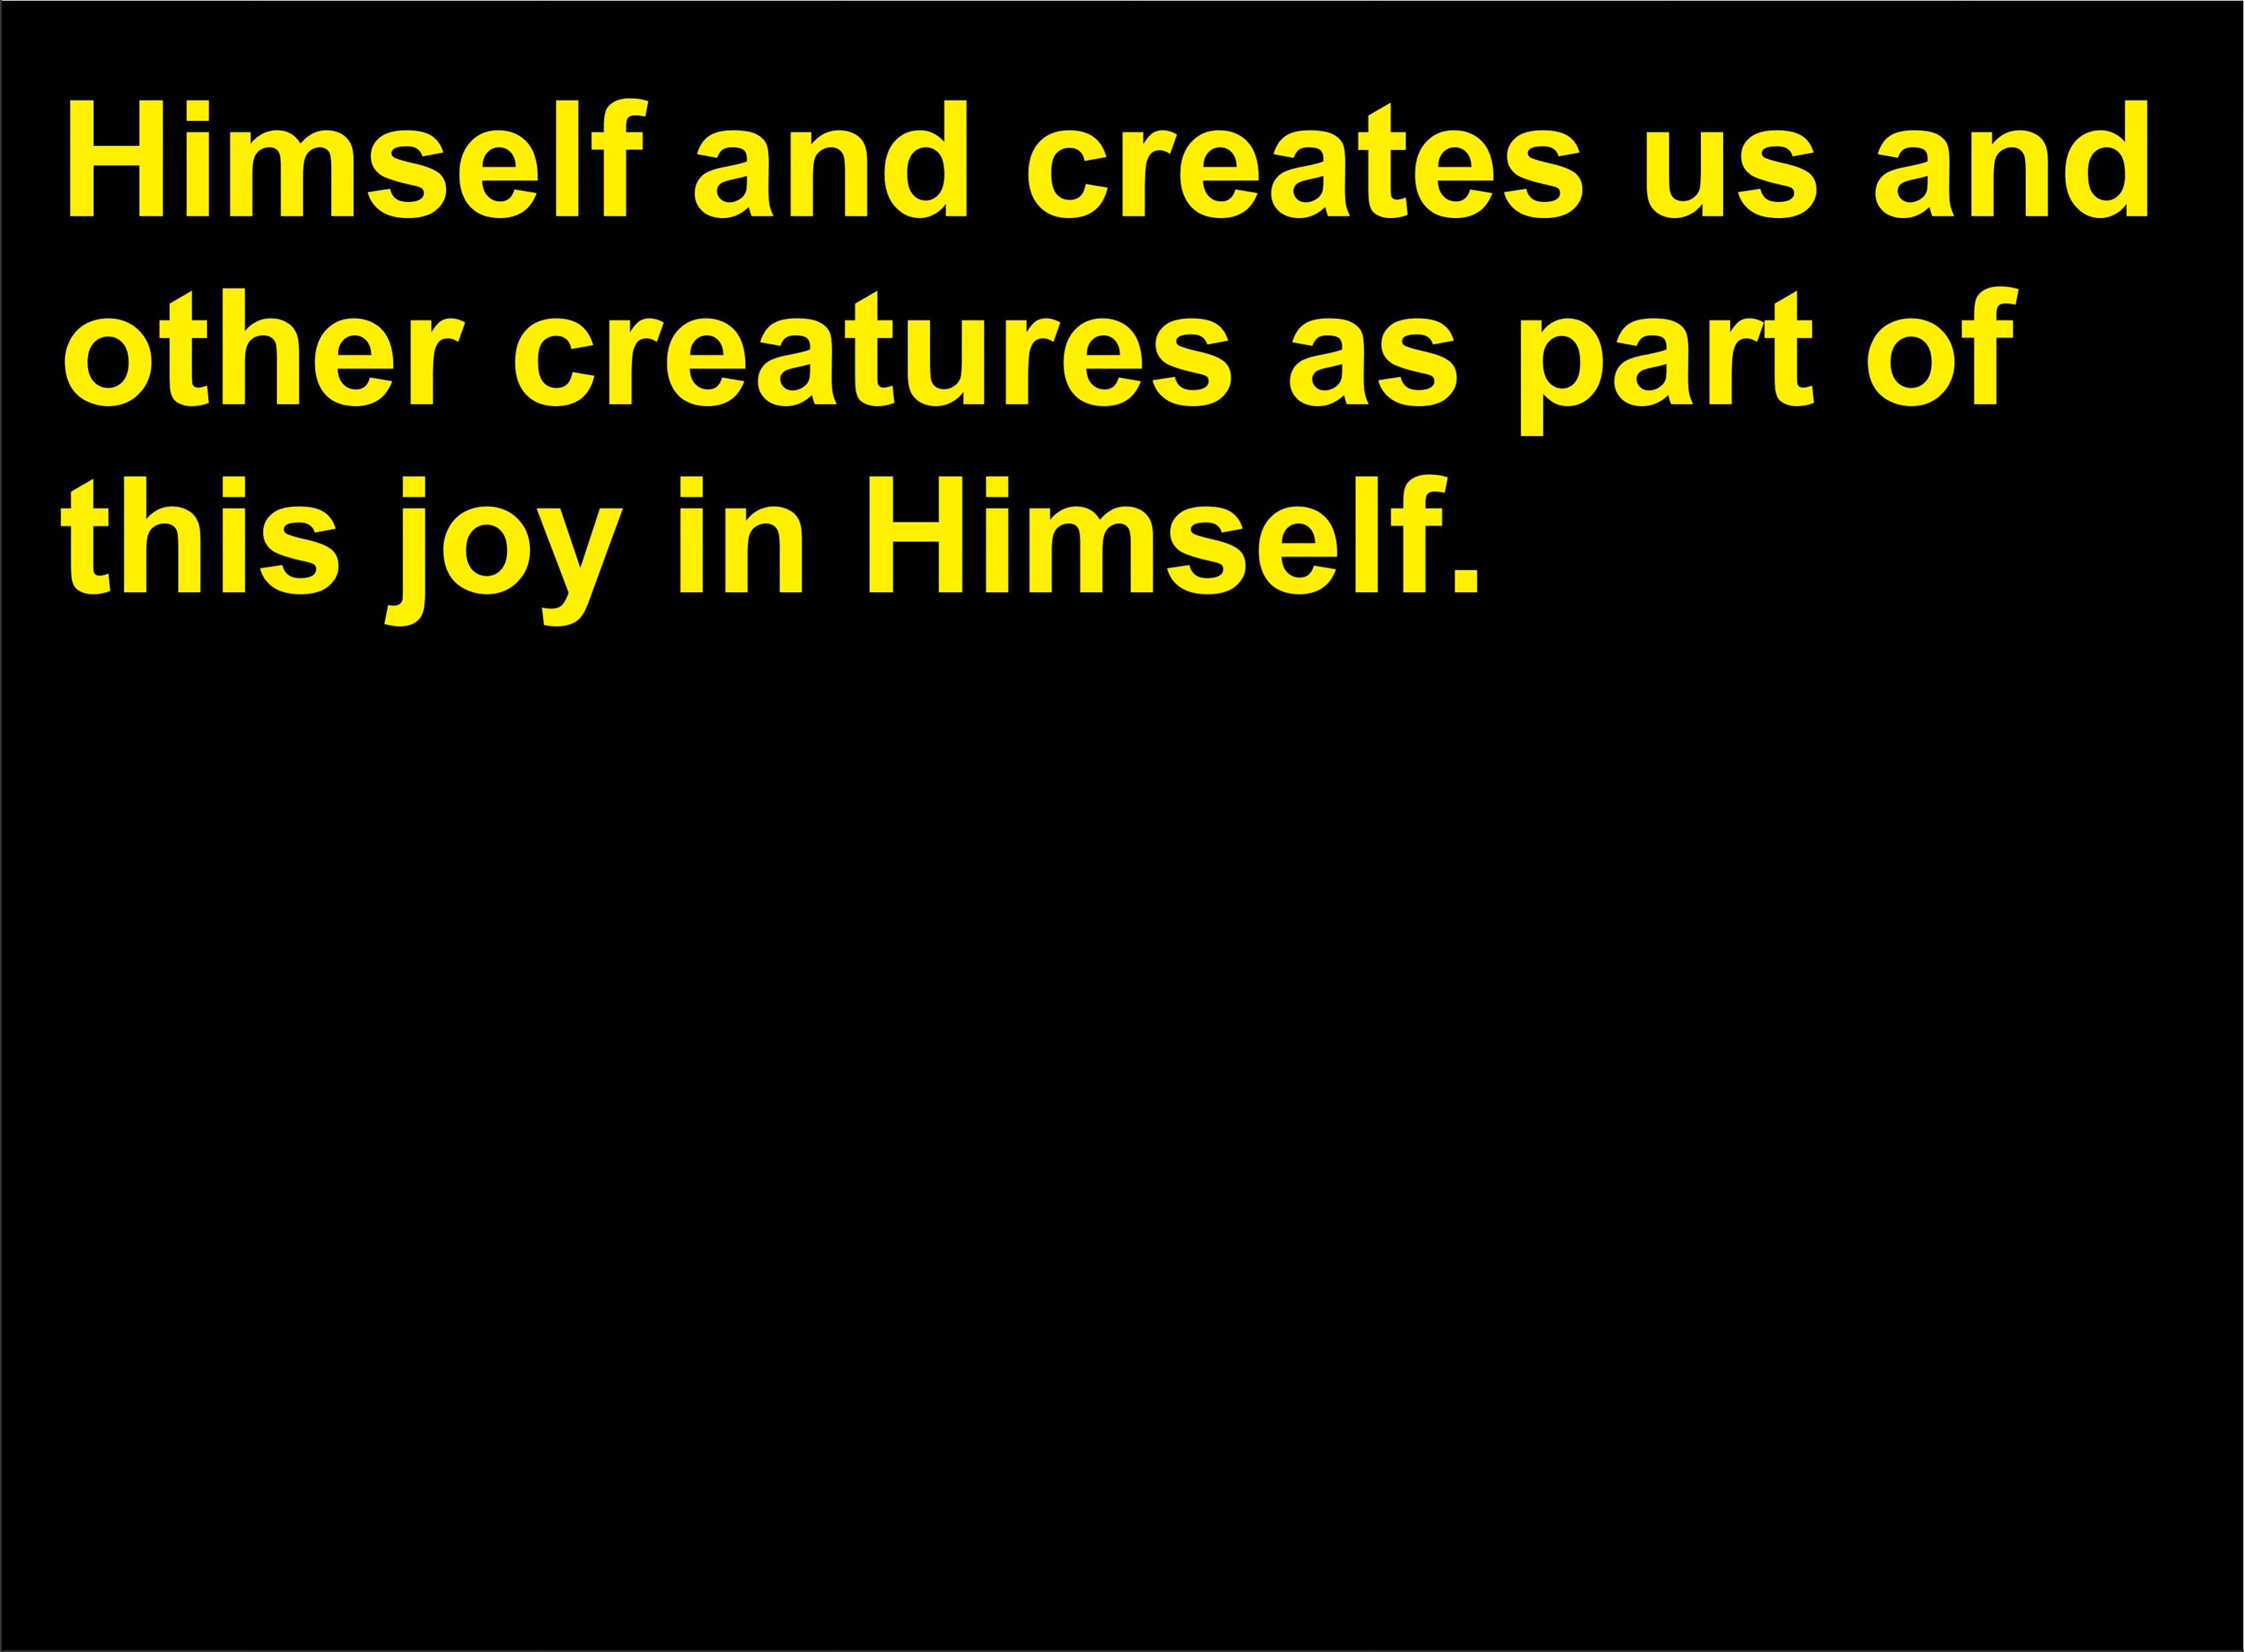 Himself and creates us and
other creatures as part of
this joy in Himself.